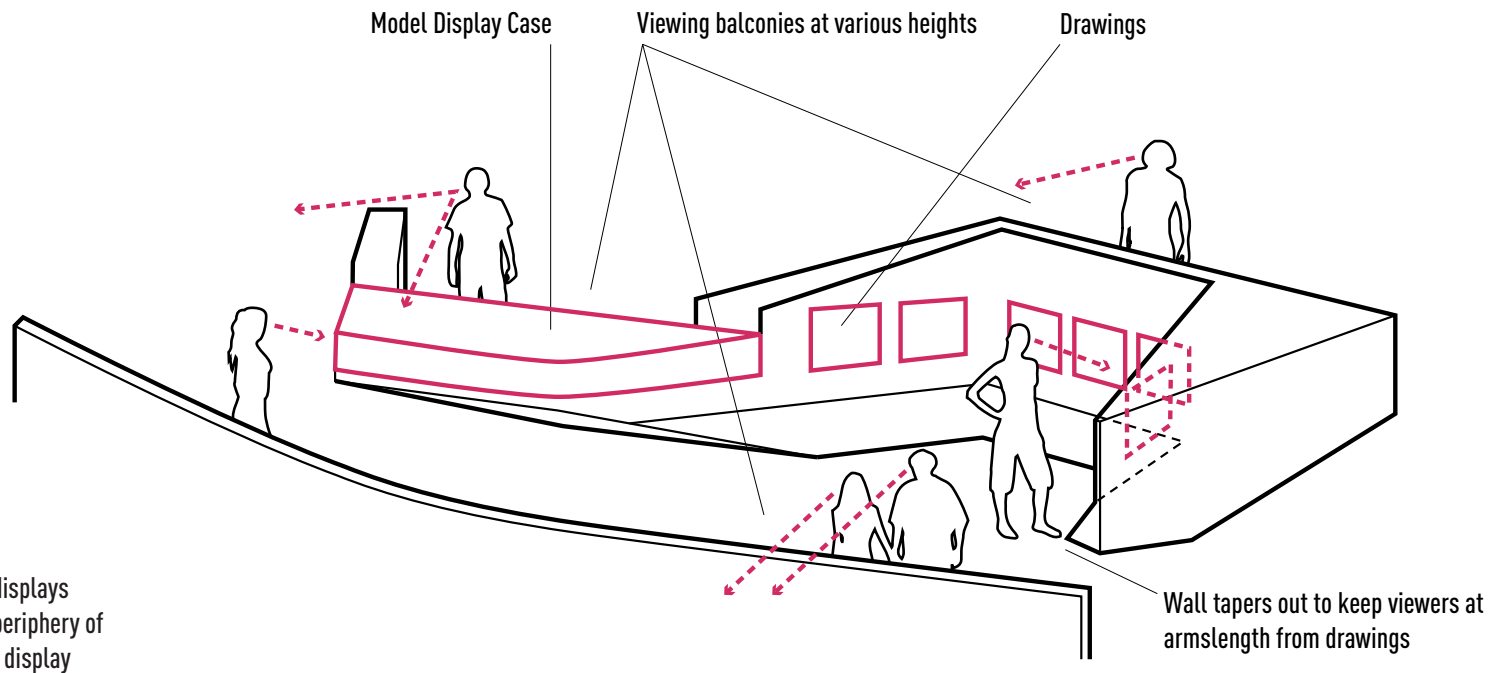 Model Display Case
Viewing balconies at various heights
Drawings
displays
periphery of
display
Wall tapers out to keep viewers at
armslength from drawings